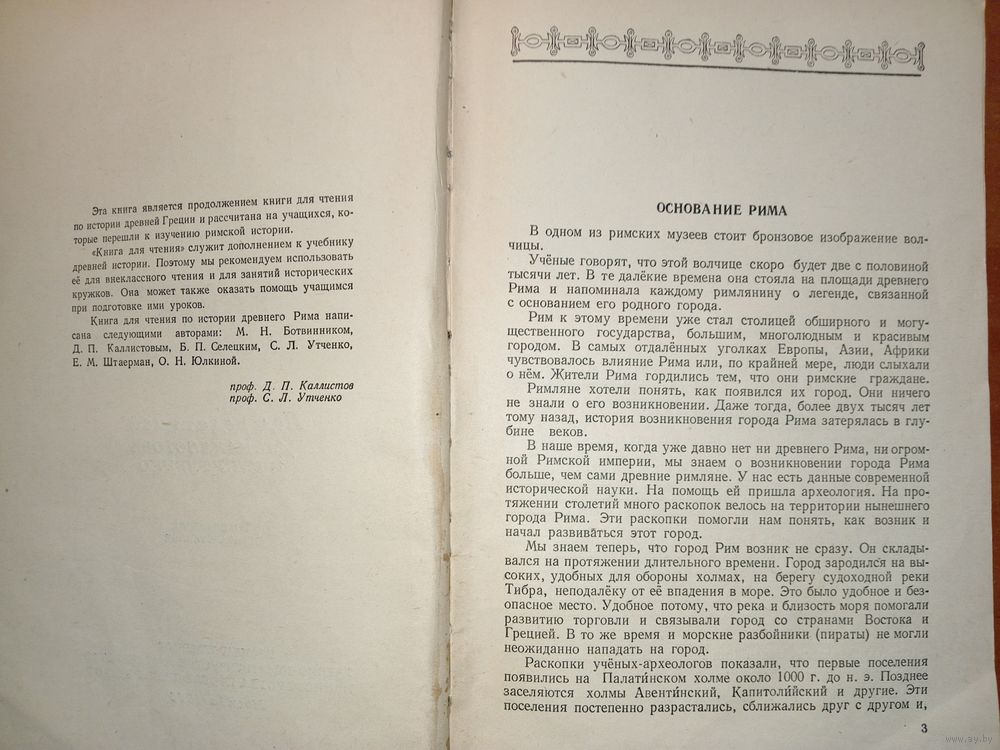 Эта книга является продолжением книги для чтения
по истории древней Греции и рассчитана на учащихся, ко-
торые перешли к изучению римской истории.
«Книга для чтения» служит дополнением к учебнику
древней истории. Поэтому мы рекомендуем использовать
её для внеклассного чтения и для занятий исторических
кружков. Она может также оказать помощь учащимся
при подготовке ими уроков.
Книга для чтения по истории древнего Рима напи-
сана следующими авторами: М. Н. Ботвинником,
Д. П. Каллистовым, Б. П. Селецким, С. Л. Утченко,
Е. М. Штаерман, О. Н. Юлкиной.
проф. Д. П. Каллистов
проф. С. Л. Утченко
ОСНОВАНИЕ РИМА
В одном из римских музеев стоит бронзовое изображение вол-
чицы.
Учёные говорят, что этой волчице скоро будет две с половиной
тысячи лет. В те далёкие времена она стояла на площади древнего
Рима и напоминала каждому римлянину о легенде, связанной
с основанием его родного города.
Рим к этому времени уже стал столицей обширного и могу-
щественного государства, большим, многолюдным и красивым
городом. В самых отдалённых уголках Европы, Азии, Африки
чувствовалось влияние Рима или, по крайней мере, люди слыхали
о нём. Жители Рима гордились тем, что они римские граждане.
Римляне хотели понять, как появился их город. Они ничего
не знали о его возникновении. Даже тогда, более двух тысяч лет
тому назад, история возникновения города Рима затерялась в глу-
бине веков.
В наше время, когда уже давно нет ни древнего Рима, ни огром-
ной Римской империи, мы знаем о возникновении города Рима
больше, чем сами древние римляне. У нас есть данные современной
исторической науки. На помощь ей пришла археология. На про-
тяжении столетий много раскопок велось на территории нынешнего
города Рима. Эти раскопки помогли нам понять, как возник и
начал развиваться этот город.
Мы знаем теперь, что город Рим возник не сразу. Он склады-
вался на протяжении длительного времени. Город зародился на вы-
соких, удобных для обороны холмах, на берегу судоходной реки
Тибра, неподалёку от её впадения в море. Это было удобное и без-
опасное место. Удобное потому, что река и близость моря помогали
развитию торговли и связывали город со странами Востока и
Грецией. В то же время и морские разбойники (пираты) не могли
неожиданно нападать на город.
Раскопки учёных-археологов показали, что первые поселения
появились на Палати́нском холме около 1000 г. до н. э. Позднее
заселяются холмы Авенти́нский, Капитоли́йский и другие. Эти
поселения постепенно разрастались, сближались друг с другом и,
3
www.ay.by